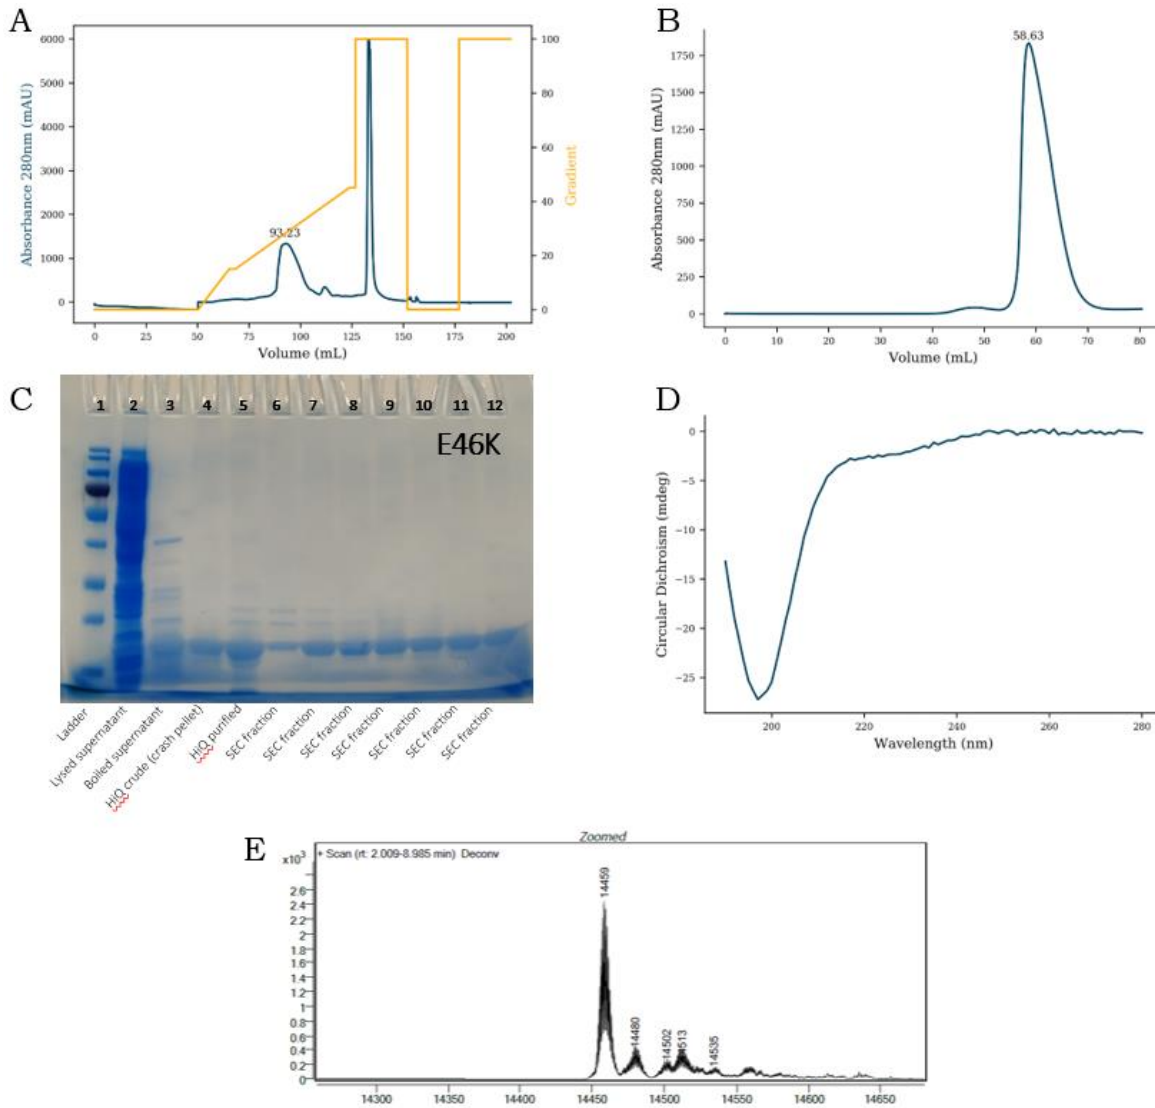 A
6000
5000
4000
3000
2000
1000
0
Absorbance 280nm (mAU)
93.23
100
80
60
40
20
0
Gradient
0 25 50 75 100 125 150 175 200
Volume (mL)
B
58.63
1750
1500
1250
1000
750
500
250
0
Absorbance 280nm (mAU)
0 10 20 30 40 50 60 70 80
Volume (mL)
C
1 2 3 4 5 6 7 8 9 10 11 12
E46K
Ladder
Lysed supernatant
Boiled supernatant
HiQ crude (crash pellet)
HiQ purified
SEC fraction
SEC fraction
SEC fraction
SEC fraction
SEC fraction
SEC fraction
SEC fraction
D
0
−5
−10
−15
−20
−25
Circular Dichroism (mdeg)
200 220 240 260 280
Wavelength (nm)
E
Zoomed
x10³
+ Scan (rt: 2.009-8.985 min) Deconv
2.6
2.4
2.2
2
1.8
1.6
1.4
1.2
1
0.8
0.6
0.4
0.2
0
14459
14480
14502
14535
14300 14350 14400 14450 14500 14550 14600 14650